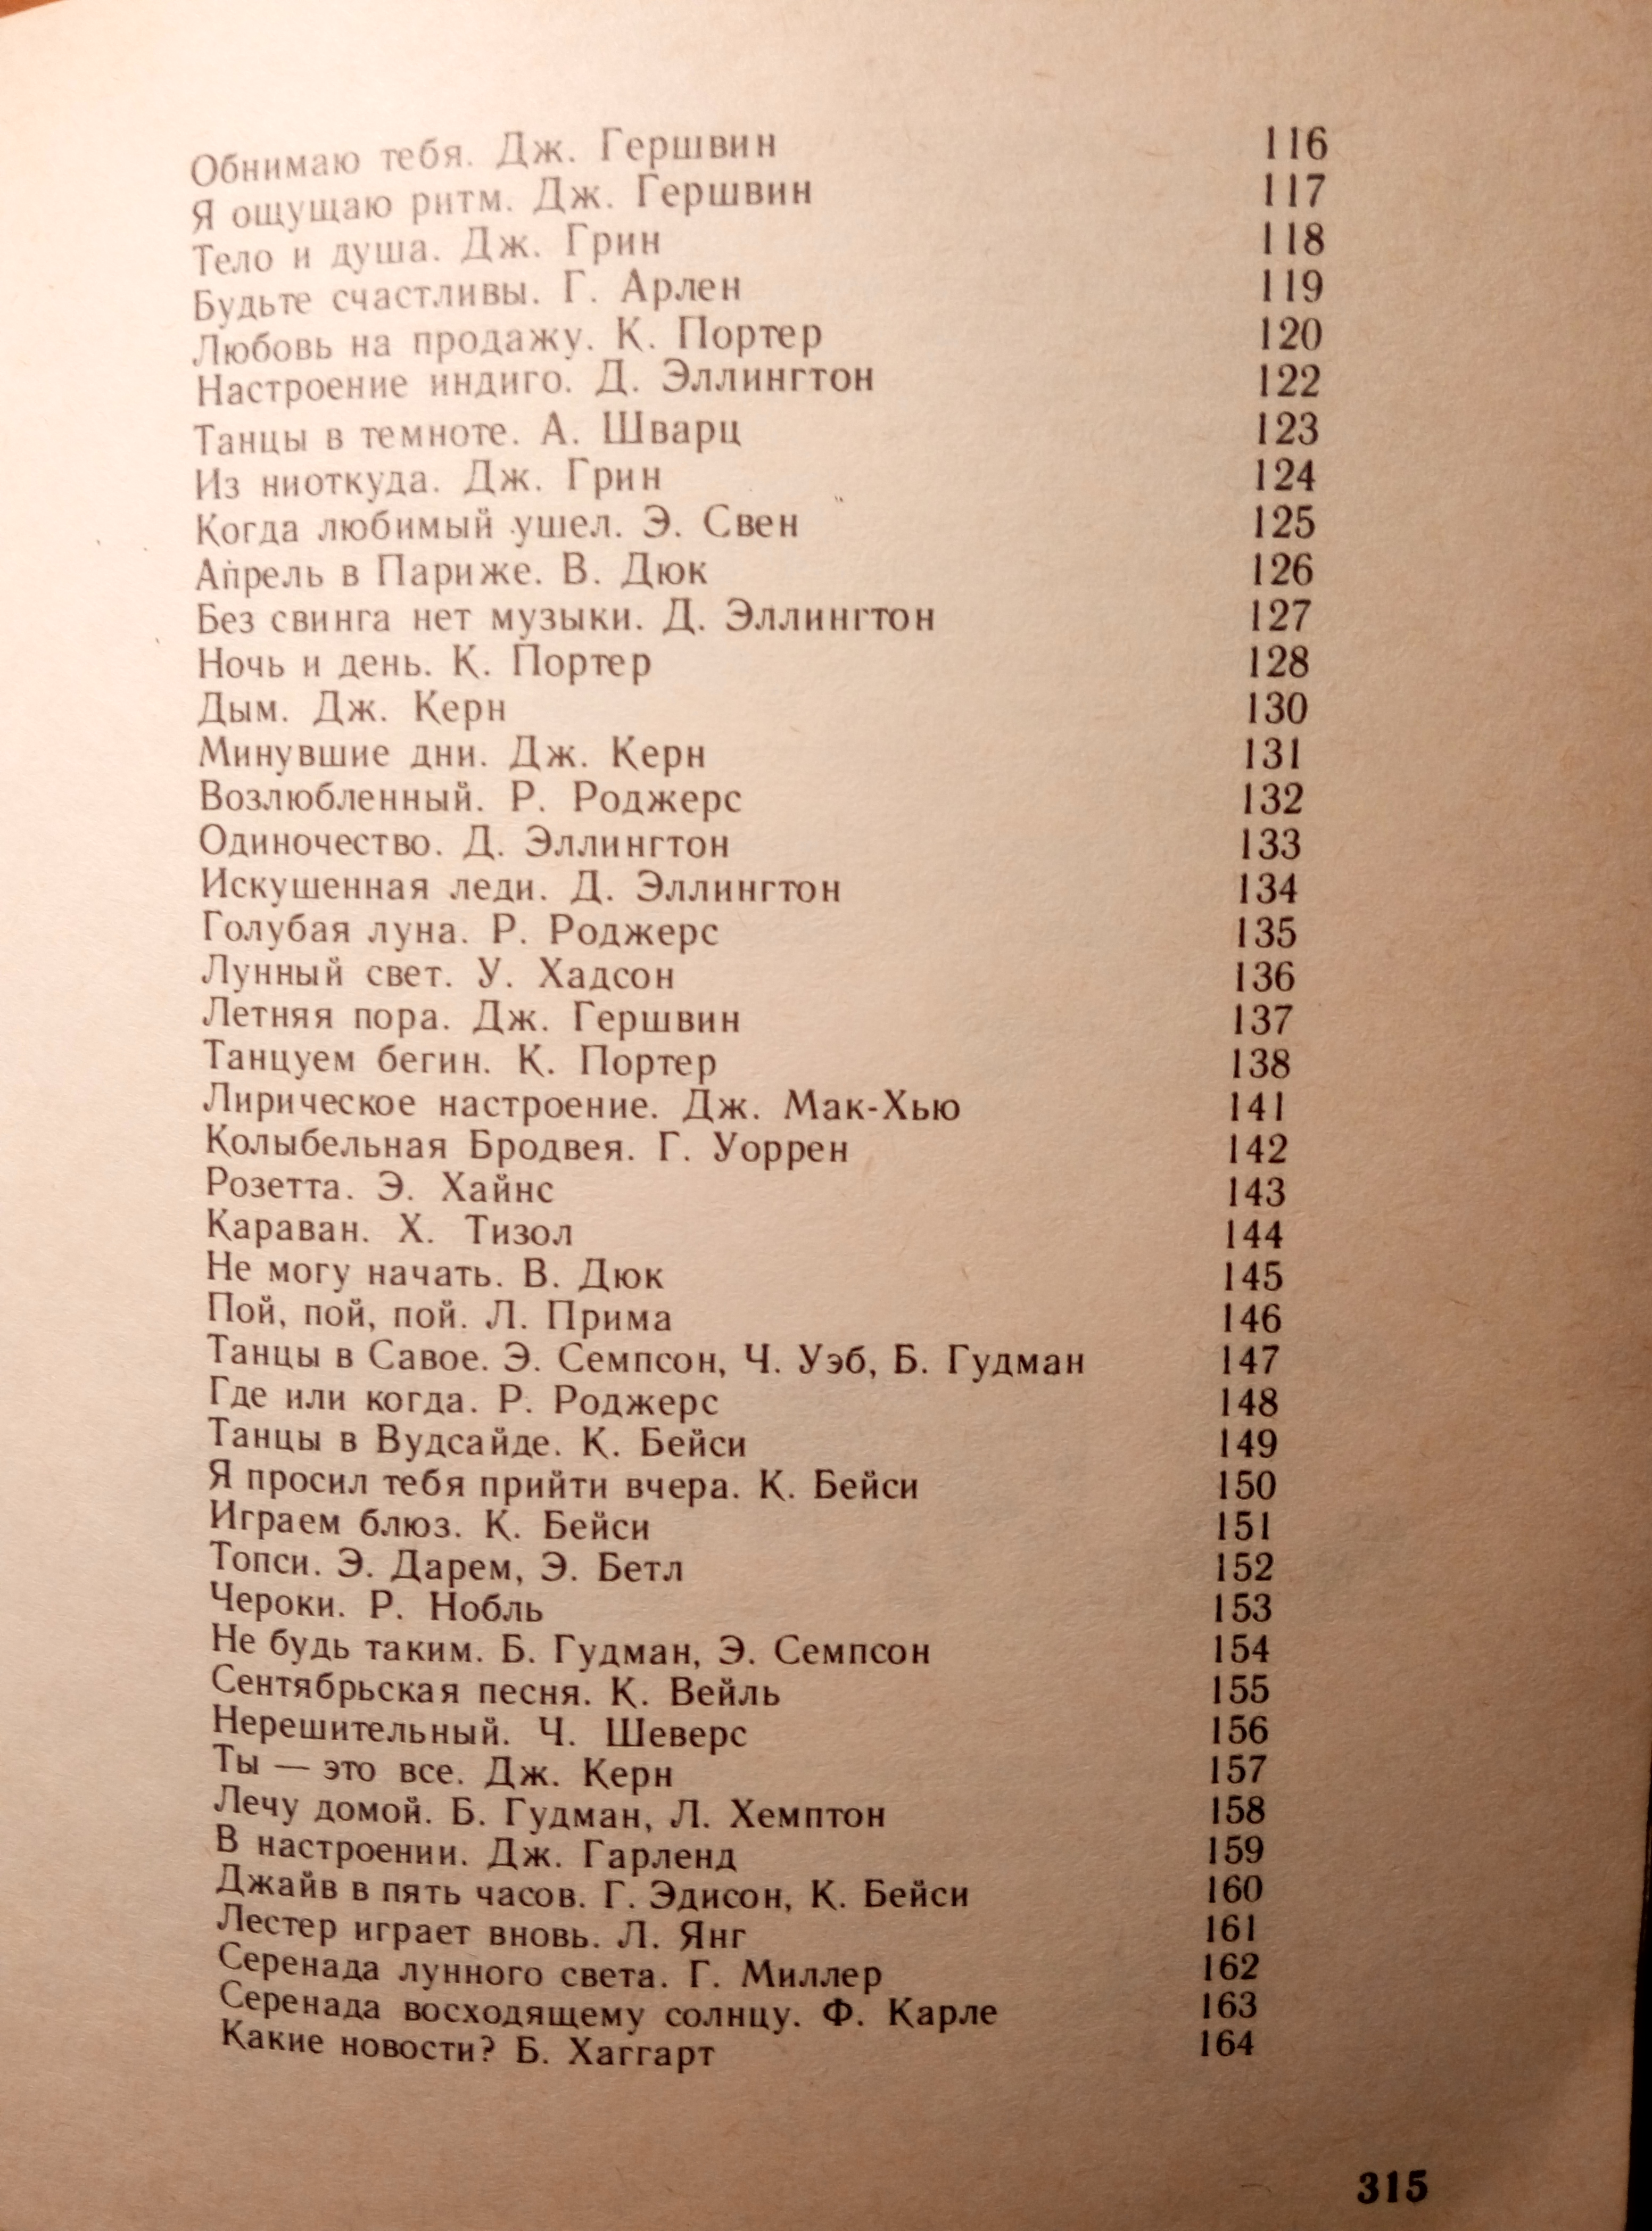 Обнимаю тебя. Дж. Гершвин 116
Я ощущаю ритм. Дж. Гершвин 117
Тело и душа. Дж. Грин 118
Будьте счастливы. Г. Арлен 119
Любовь на продажу. К. Портер 120
Настроение индиго. Д. Эллингтон 122
Танцы в темноте. А. Шварц 123
Из ниоткуда. Дж. Грин 124
Когда любимый ушел. Э. Свен 125
Апрель в Париже. В. Дюк 126
Без свинга нет музыки. Д. Эллингтон 127
Ночь и день. К. Портер 128
Дым. Дж. Керн 130
Минувшие дни. Дж. Керн 131
Возлюбленный. Р. Роджерс 132
Одиночество. Д. Эллингтон 133
Искушенная леди. Д. Эллингтон 134
Голубая луна. Р. Роджерс 135
Лунный свет. У. Хадсон 136
Летняя пора. Дж. Гершвин 137
Танцуем бегин. К. Портер 138
Лирическое настроение. Дж. Мак-Хью 141
Колыбельная Бродвея. Г. Уоррен 142
Розетта. Э. Хайнс 143
Караван. Х. Тизол 144
Не могу начать. В. Дюк 145
Пой, пой, пой. Л. Прима 146
Танцы в Савое. Э. Семпсон, Ч. Уэб, Б. Гудман 147
Где или когда. Р. Роджерс 148
Танцы в Вудсайде. К. Бейси 149
Я просил тебя прийти вчера. К. Бейси 150
Играем блюз. К. Бейси 151
Топси. Э. Дарем, Э. Бетл 152
Чероки. Р. Нобль 153
Не будь таким. Б. Гудман, Э. Семпсон 154
Сентябрьская песня. К. Вейль 155
Нерешительный. Ч. Шеверс 156
Ты — это все. Дж. Керн 157
Лечу домой. Б. Гудман, Л. Хемптон 158
В настроении. Дж. Гарленд 159
Джайв в пять часов. Г. Эдисон, К. Бейси 160
Лестер играет вновь. Л. Янг 161
Серенада лунного света. Г. Миллер 162
Серенада восходящему солнцу. Ф. Карле 163
Какие новости? Б. Хаггарт 164
315